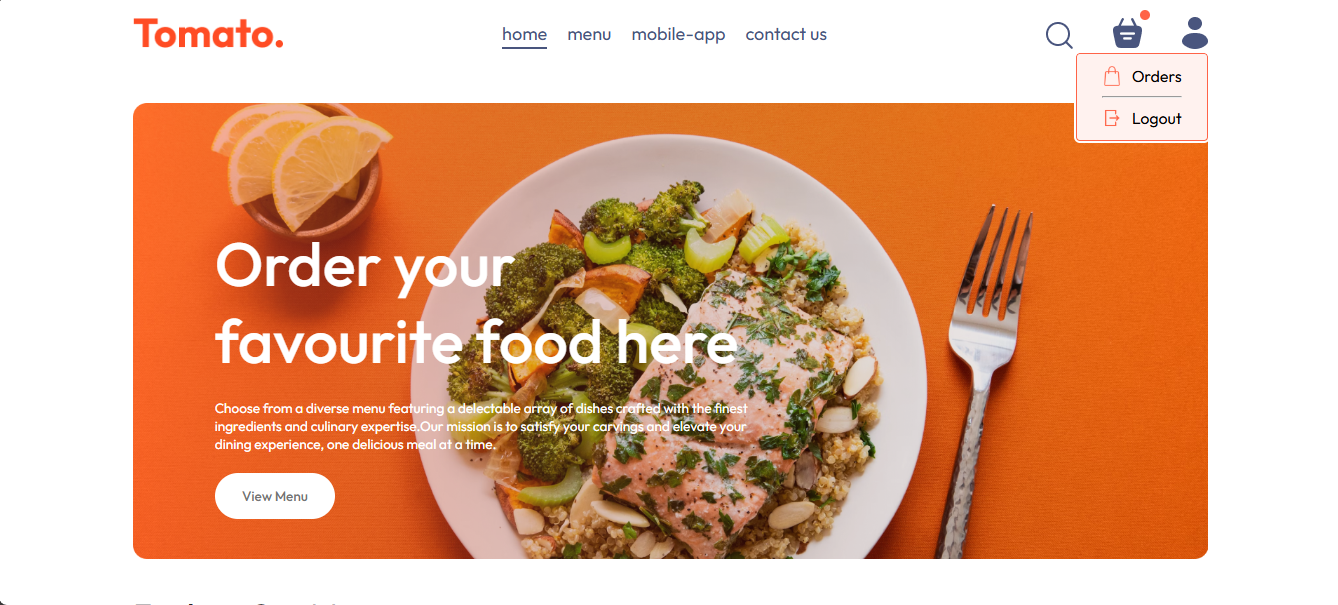 Tomato.
home menu mobile-app contact us
Orders
Logout
Order your
favourite food here
Choose from a diverse menu featuring a delectable array of dishes crafted with the finest
ingredients and culinary expertise.Our mission is to satisfy your carvings and elevate your
dining experience, one delicious meal at a time.
View Menu